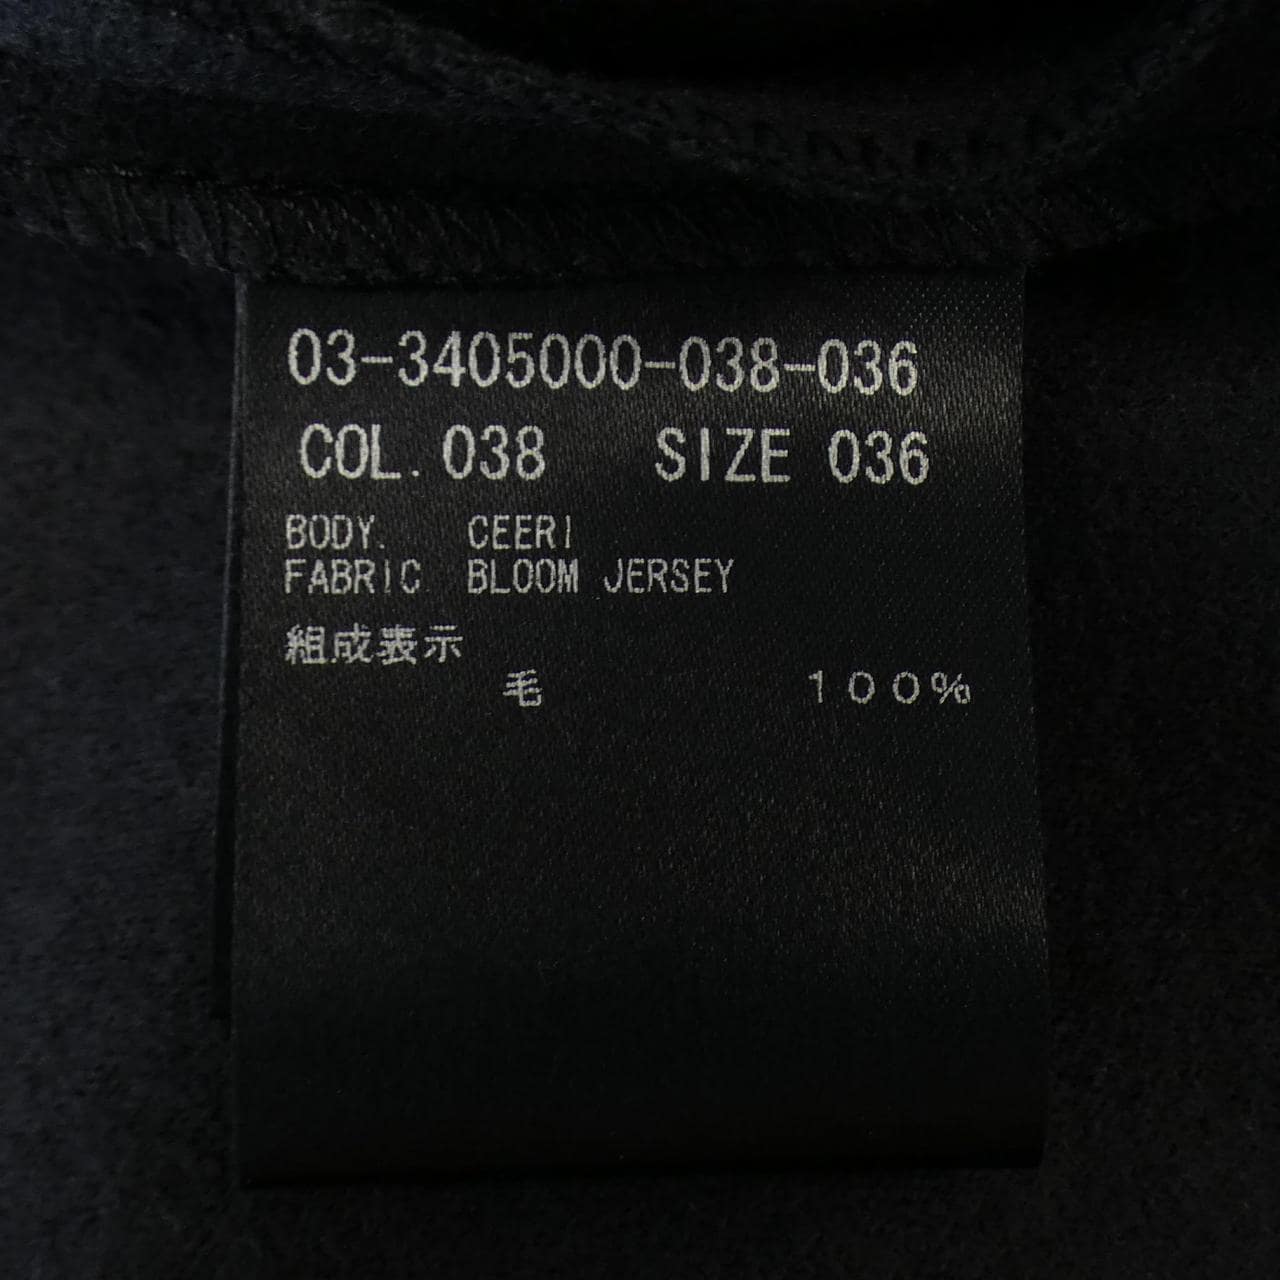 03-3405000-038-036
COL. 038 SIZE 036
BODY. CEERI
FABRIC BLOOM JERSEY
組成表示
毛 100%